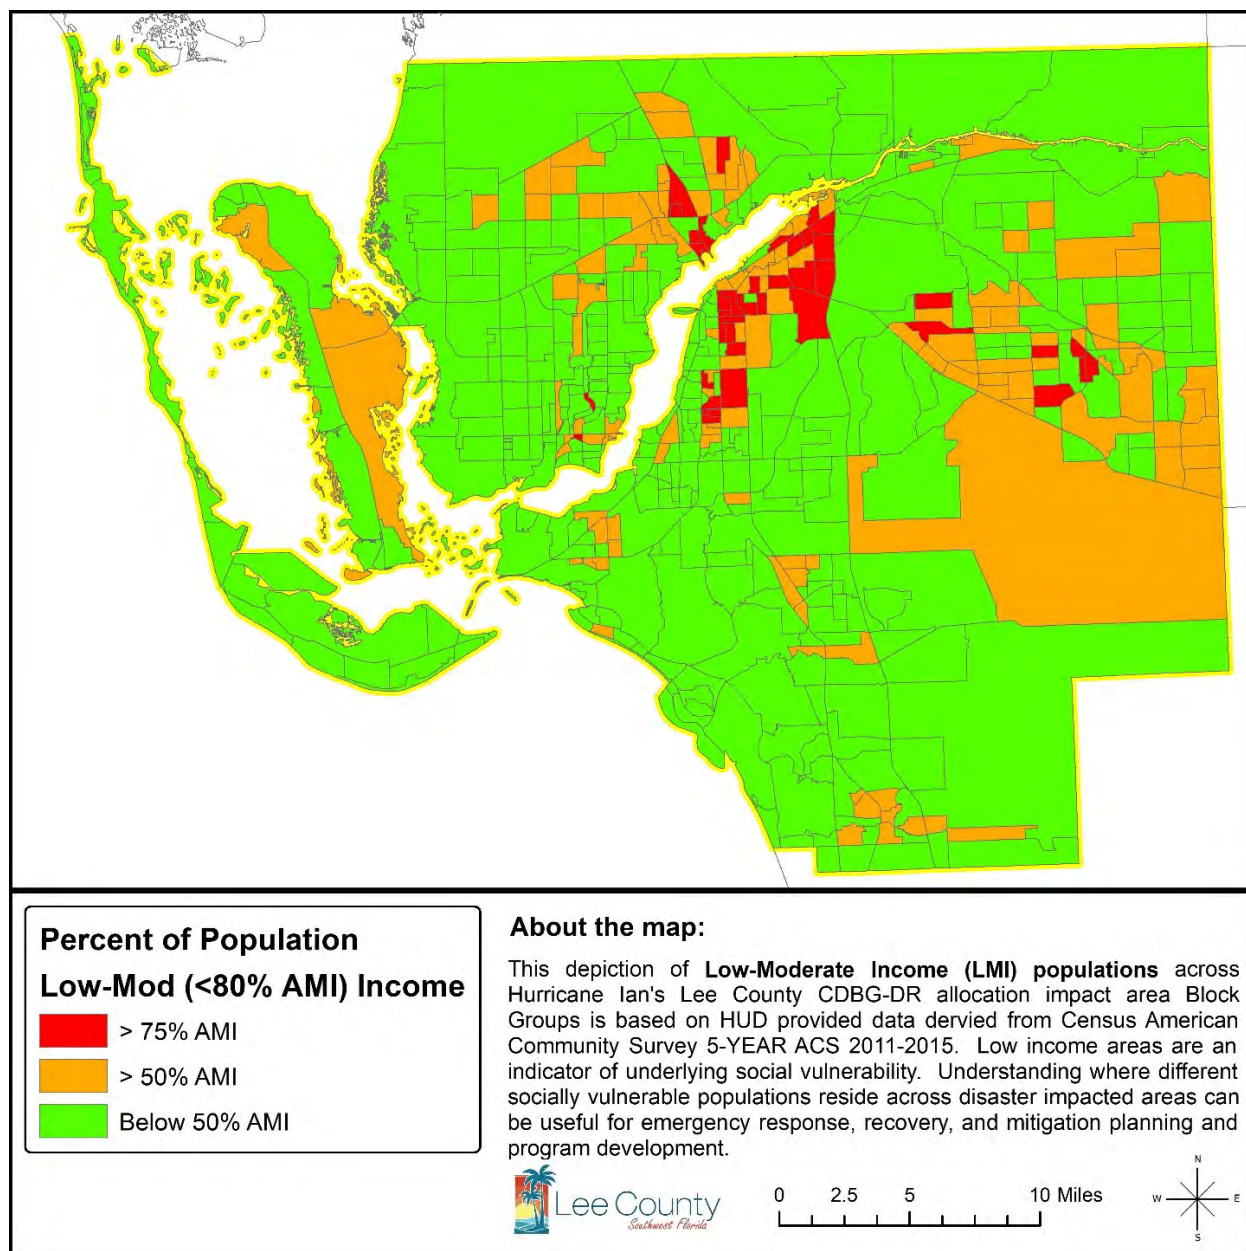 Percent of Population
Low-Mod (<80% AMI) Income
> 75% AMI
> 50% AMI
Below 50% AMI
About the map:
This depiction of Low-Moderate Income (LMI) populations across
Hurricane Ian's Lee County CDBG-DR allocation impact area Block
Groups is based on HUD provided data dervied from Census American
Community Survey 5-YEAR ACS 2011-2015. Low income areas are an
indicator of underlying social vulnerability. Understanding where different
socially vulnerable populations reside across disaster impacted areas can
be useful for emergency response, recovery, and mitigation planning and
program development.
Lee County
Southwest Florida
0 2.5 5 10 Miles
N
W E
S